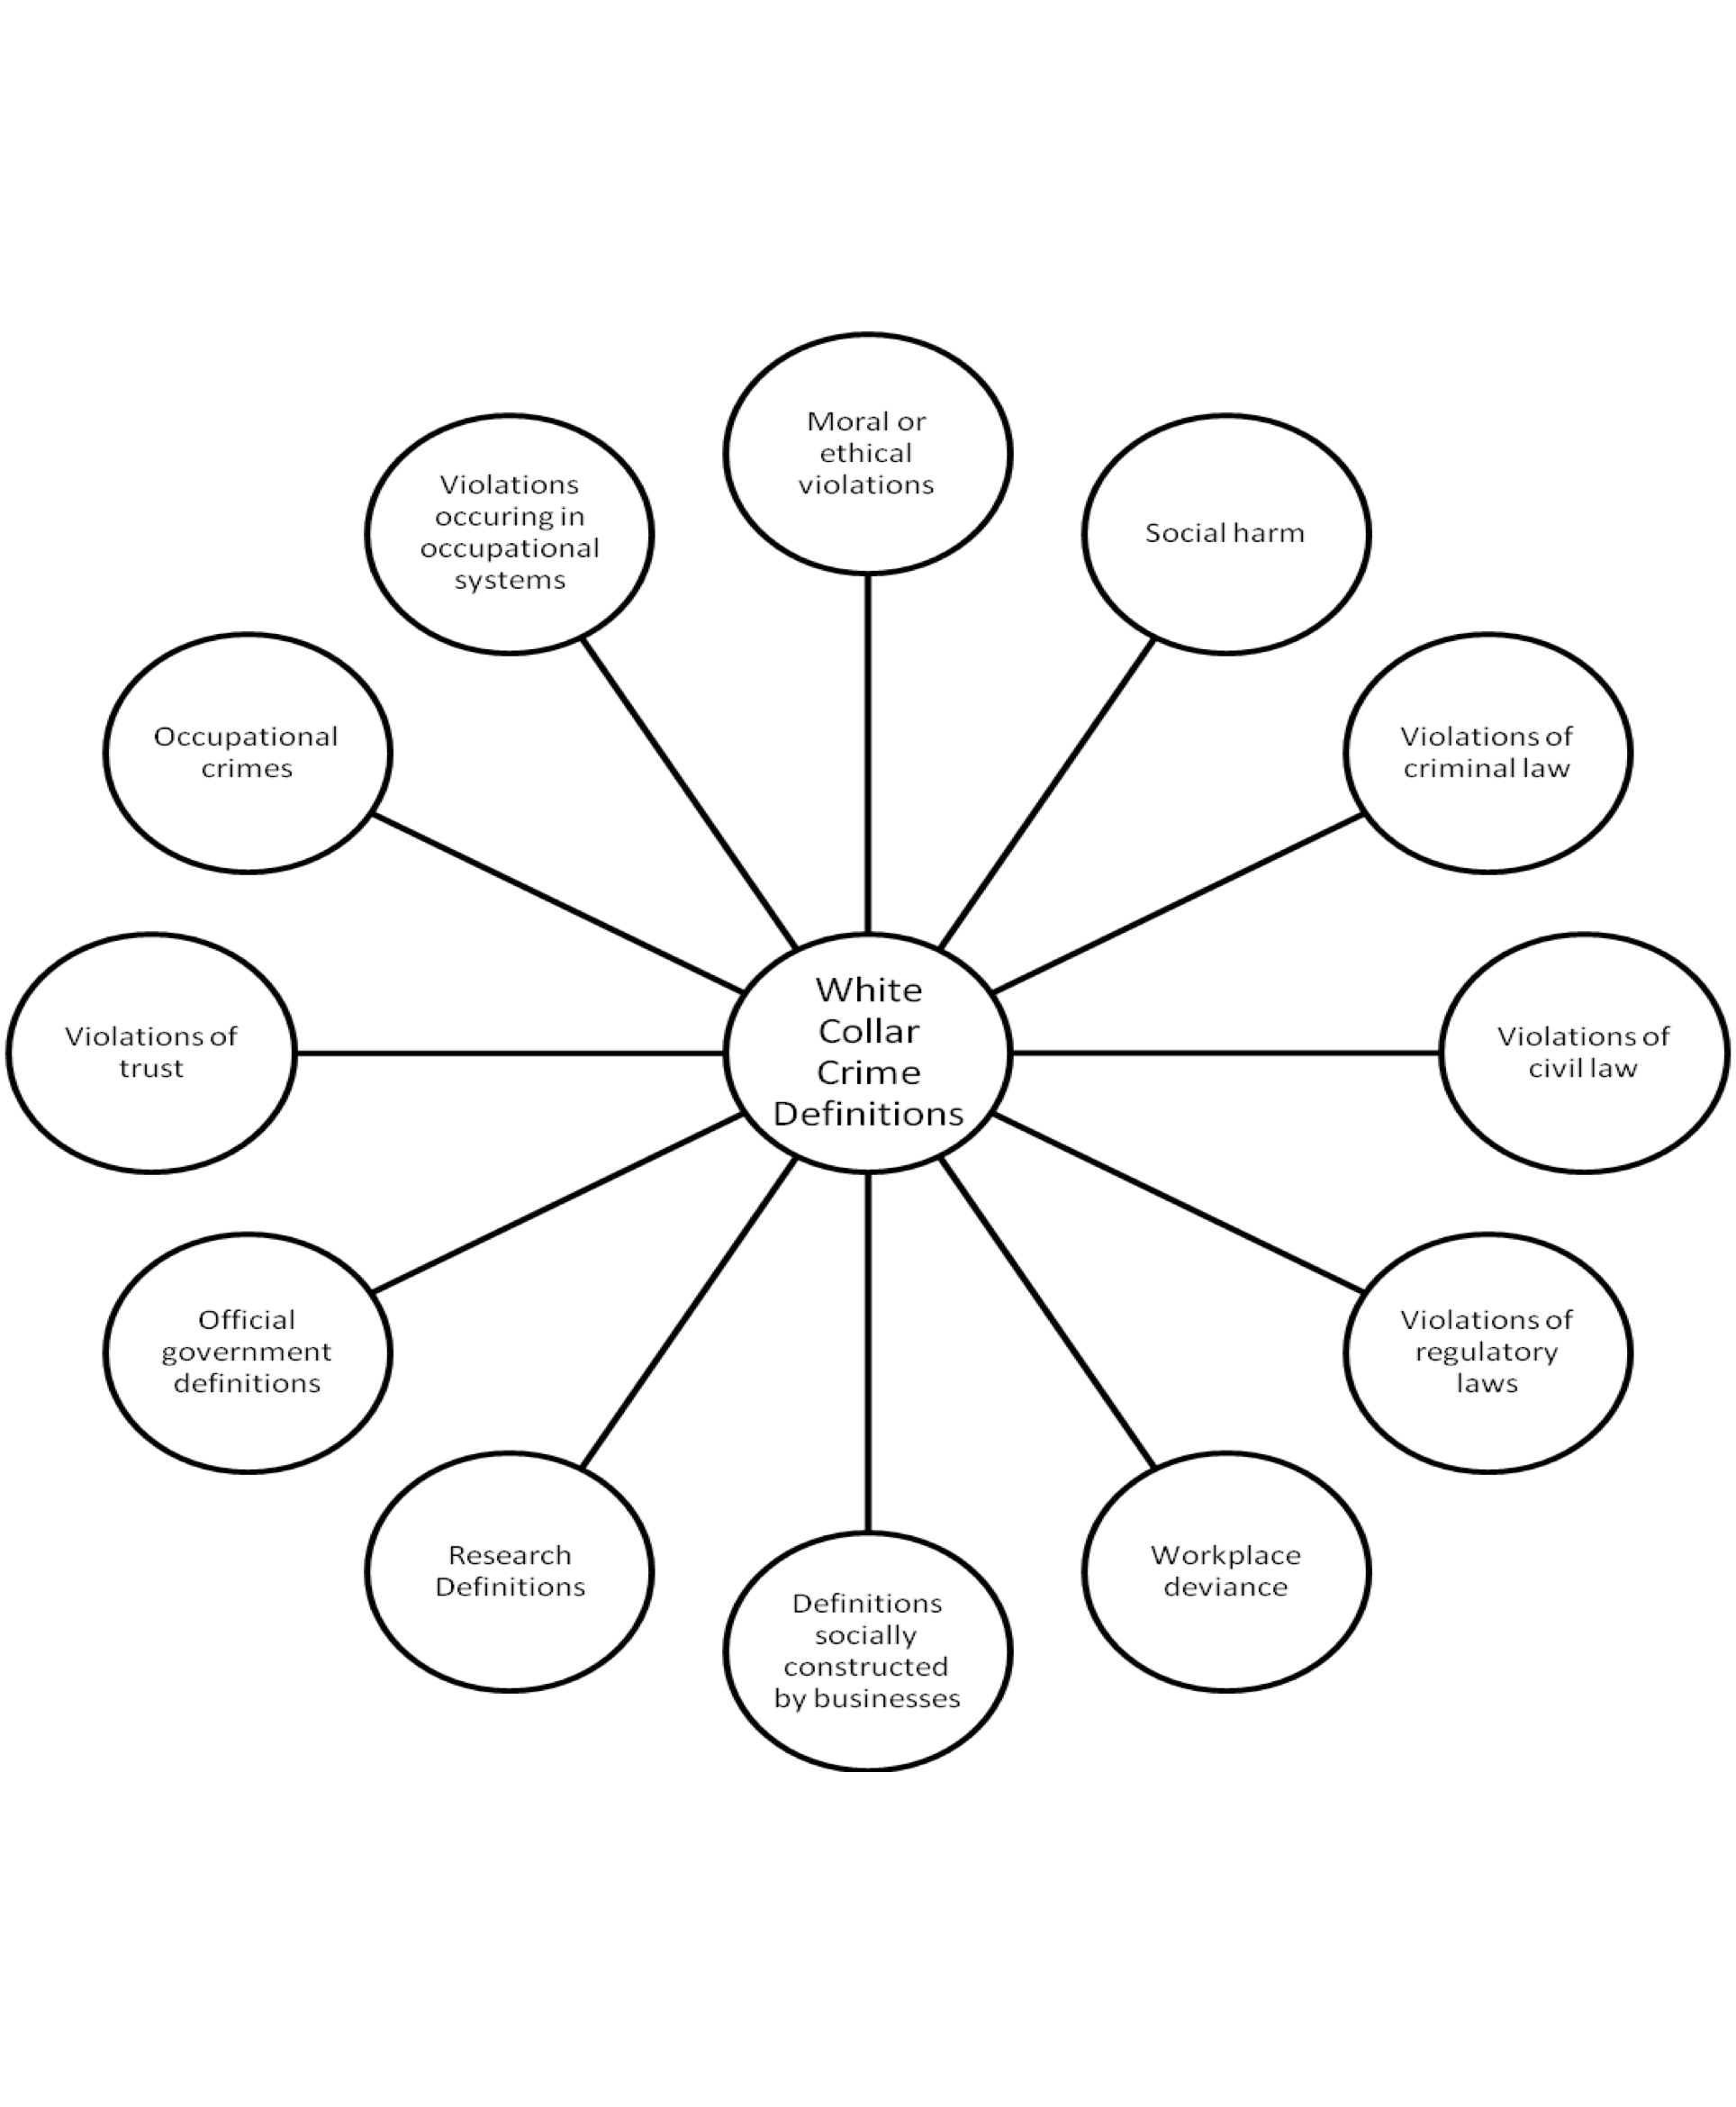 Moral or
ethical
violations
Social harm
Violations of
criminal law
Violations of
civil law
Violations of
regulatory
laws
Workplace
deviance
Definitions
socially
constructed
by businesses
Research
Definitions
Official
government
definitions
Violations of
trust
Occupational
crimes
Violations
occuring in
occupational
systems
White
Collar
Crime
Definitions